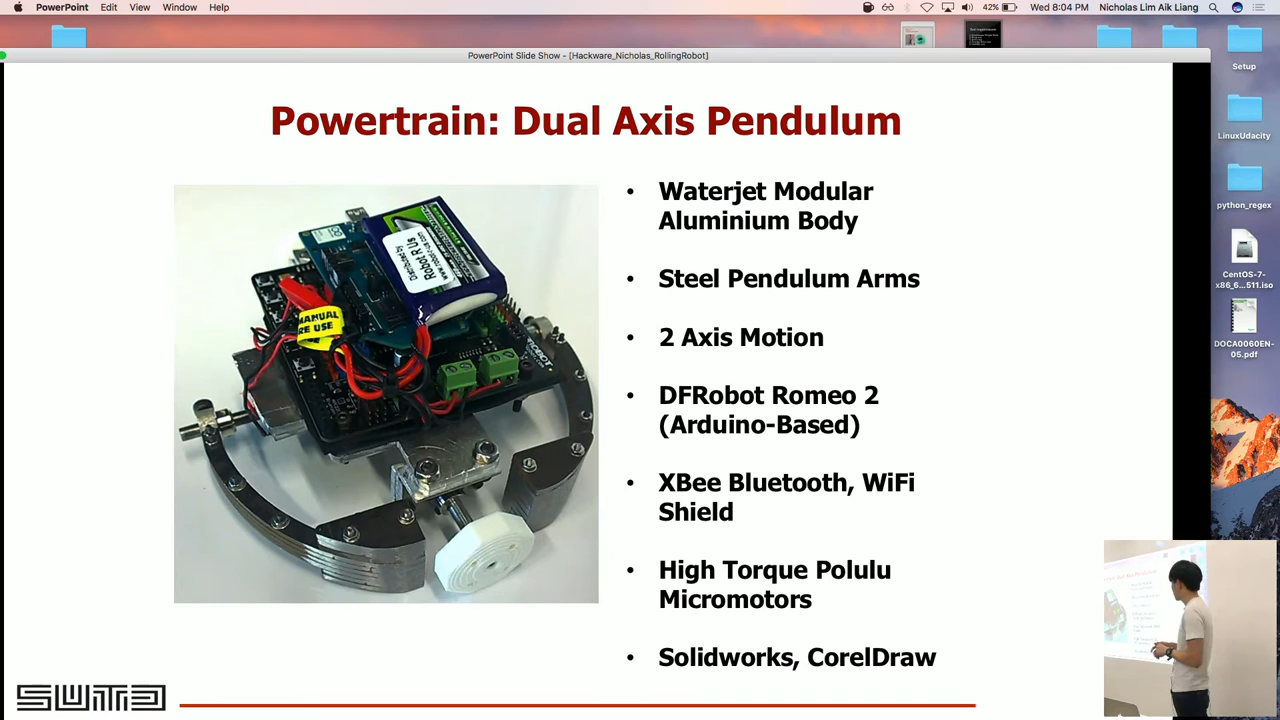 PowerPoint Edit View Window Help
42% Wed 8:04 PM Nicholas Lim Aik Liang
PowerPoint Slide Show - [Hackware_Nicholas_RollingRobot]
Powertrain: Dual Axis Pendulum
• Waterjet Modular
Aluminium Body
• Steel Pendulum Arms
• 2 Axis Motion
• DFRobot Romeo 2
(Arduino-Based)
• XBee Bluetooth, WiFi
Shield
• High Torque Polulu
Micromotors
• Solidworks, CorelDraw
Distributed by
Robot R Us
MANUAL
RE USE
SUTD
Setup
LinuxUdacity
python_regex
CentOS-7-
x86_6...511.iso
DOCA0060EN-
05.pdf